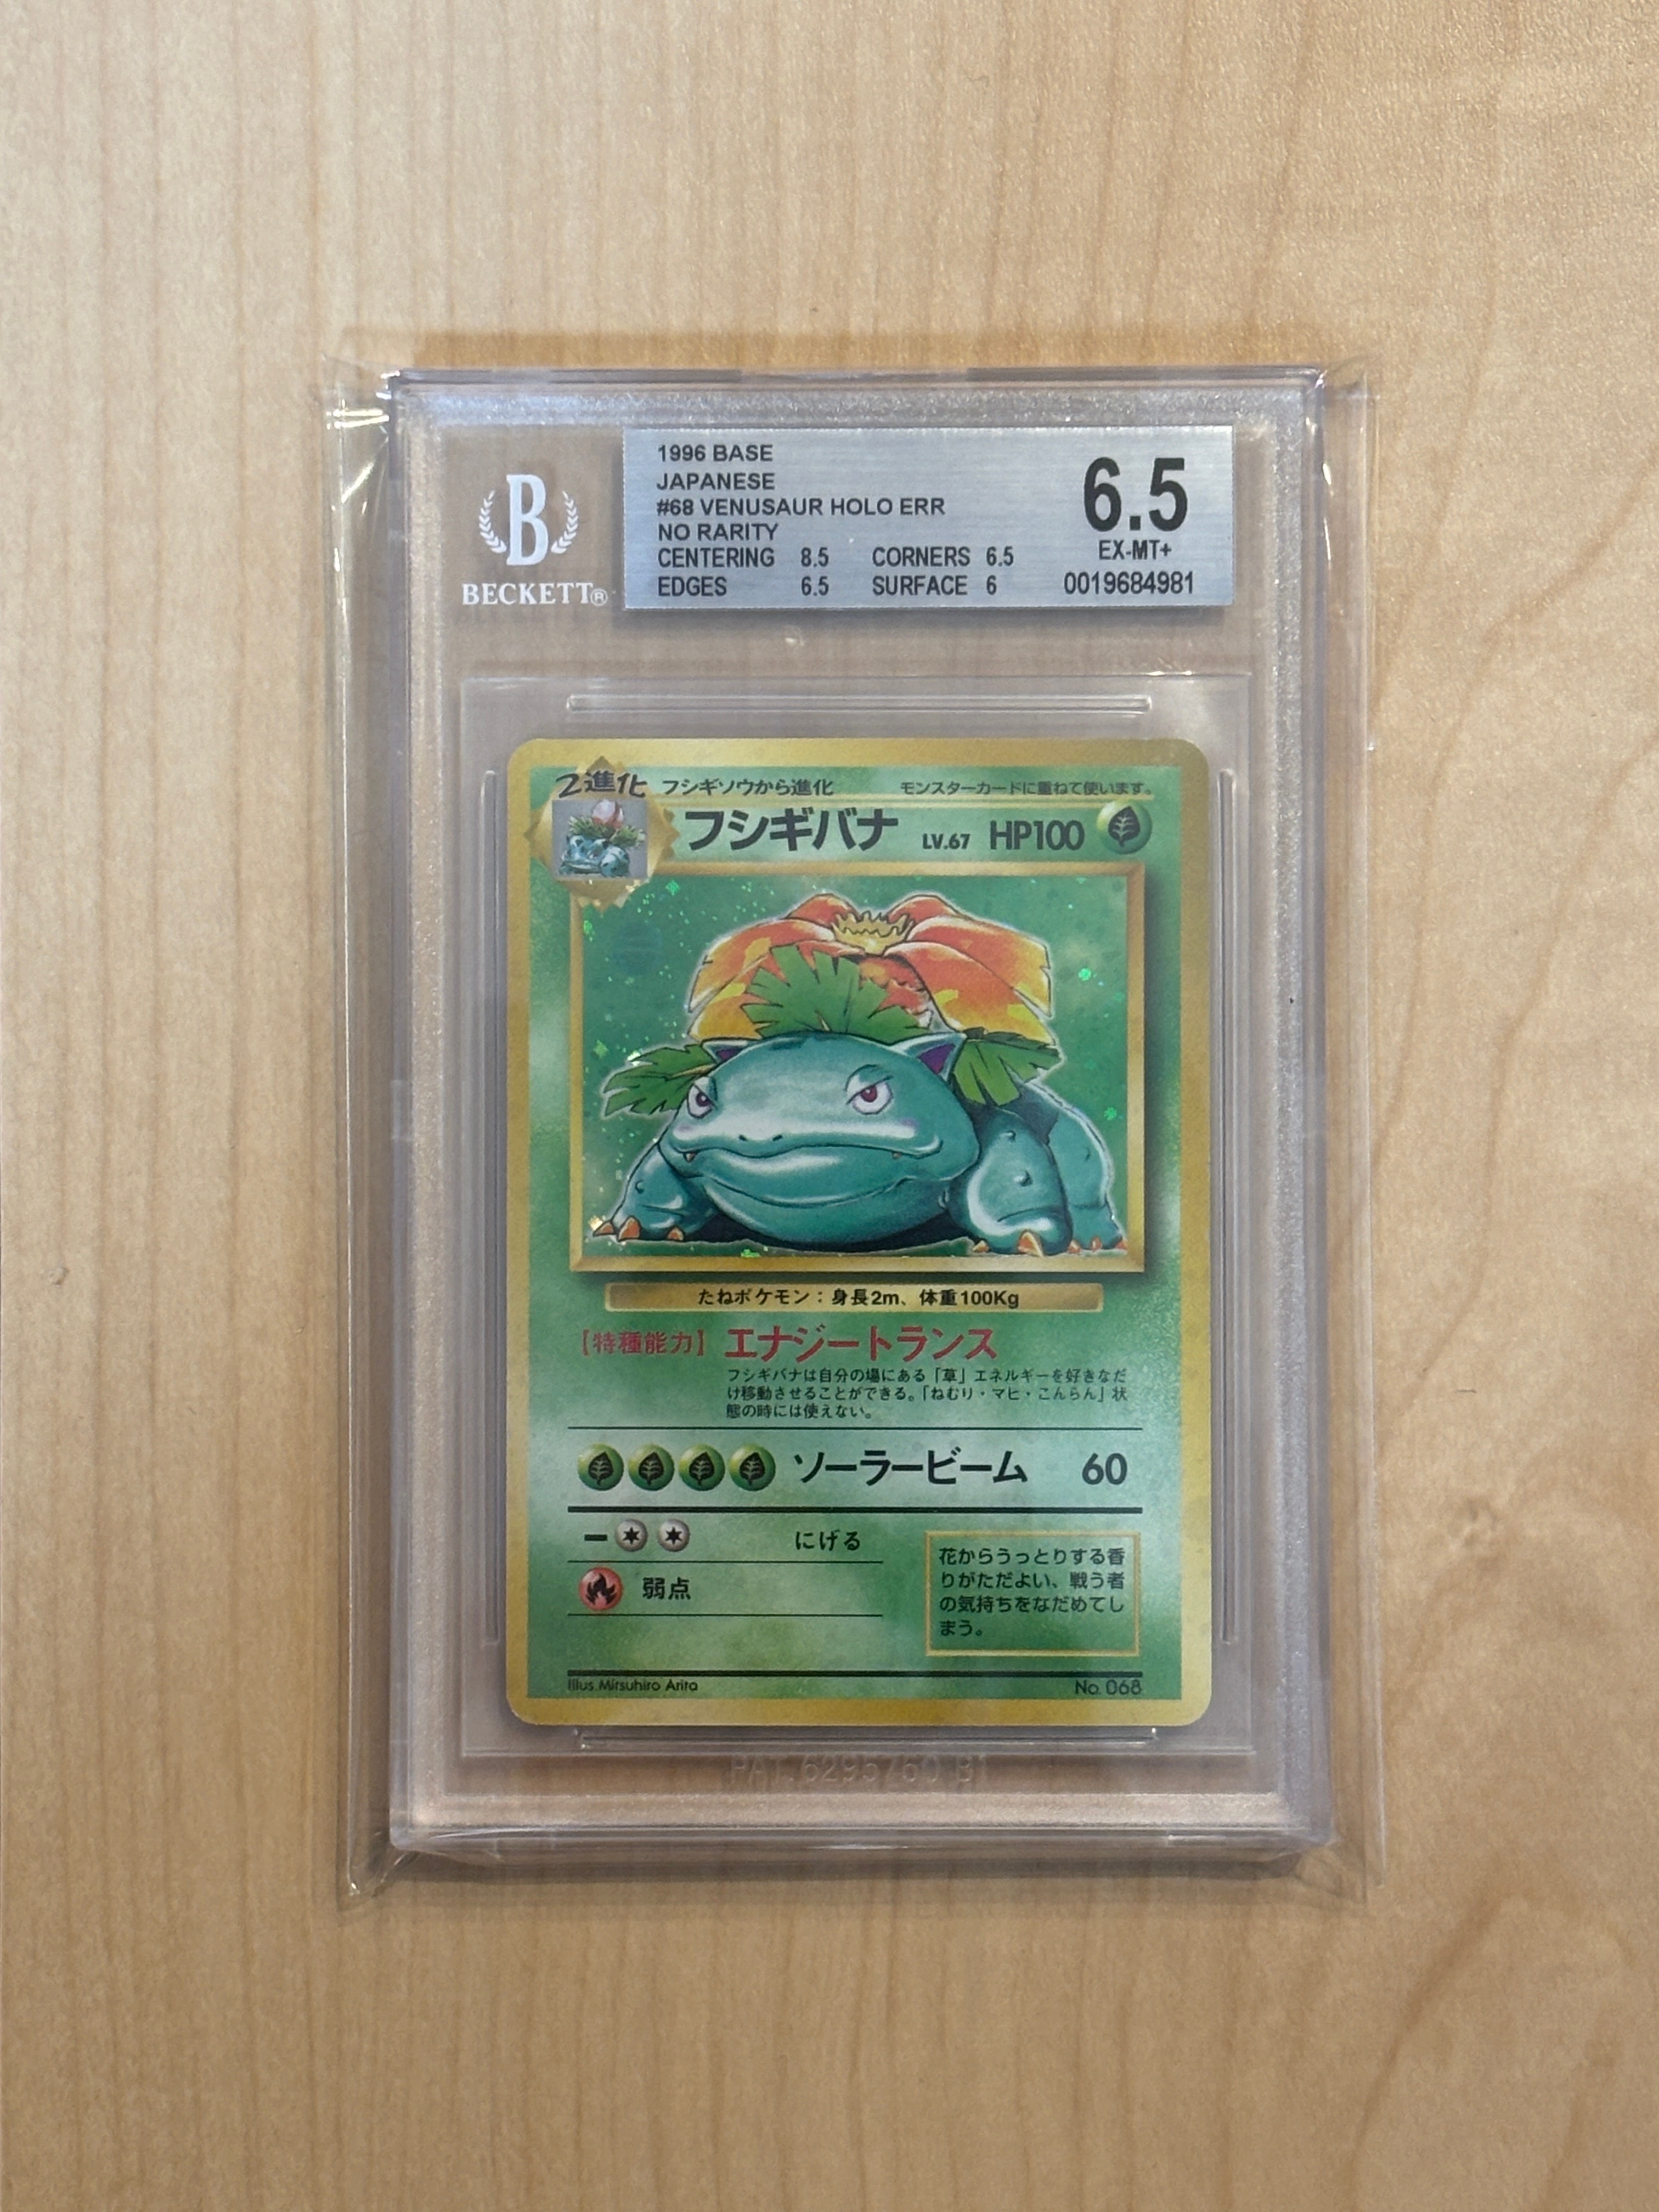 1996 BASE
JAPANESE
#68 VENUSAUR HOLO ERR
NO RARITY
CENTERING 8.5 CORNERS 6.5
EDGES 6.5 SURFACE 6
6.5
EX-MT+
0019684981
B
BECKETT®
2進化 フシギソウから進化 モンスターカードに重ねて使います。
フシギバナ LV.67 HP100
たねポケモン：身長2m、体重100Kg
【特種能力】 エナジートランス
フシギバナは自分の場にある「草」エネルギーを好きなだ
け移動させることができる。「ねむり・マヒ・こんらん」状
態の時には使えない。
ソーラービーム 60
にげる
弱点
花からうっとりする香
りがただよい、戦う者
の気持ちをなだめてし
まう。
Illus. Mitsuhiro Arita No. 068
PAT. 6295760 B1